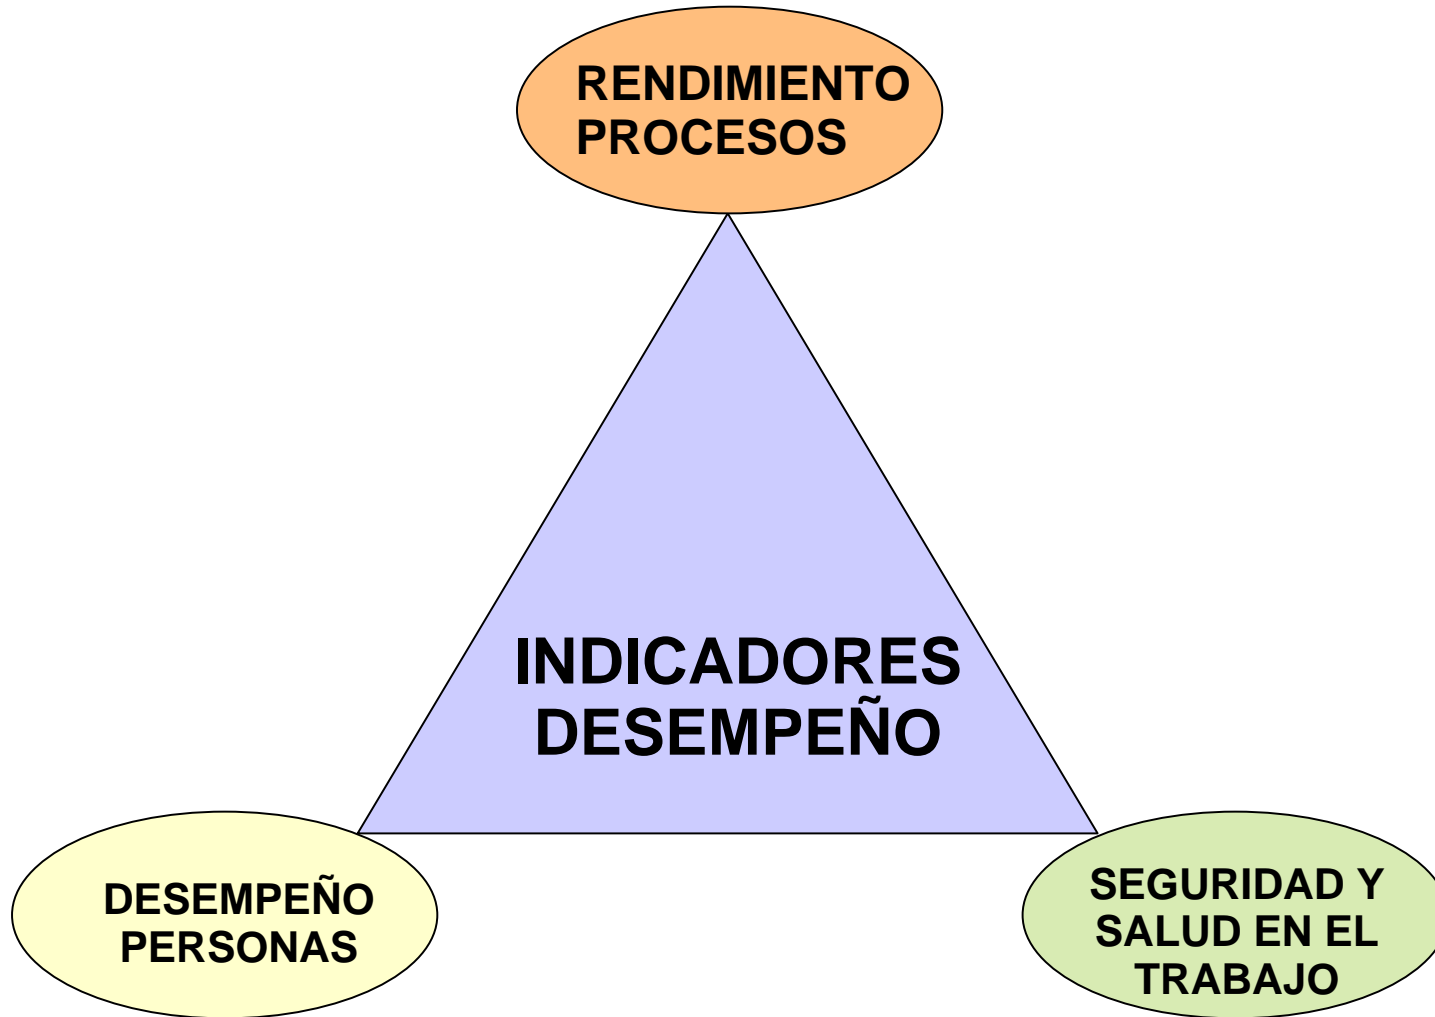 RENDIMIENTO
PROCESOS
INDICADORES
DESEMPEÑO
DESEMPEÑO
PERSONAS
SEGURIDAD Y
SALUD EN EL
TRABAJO